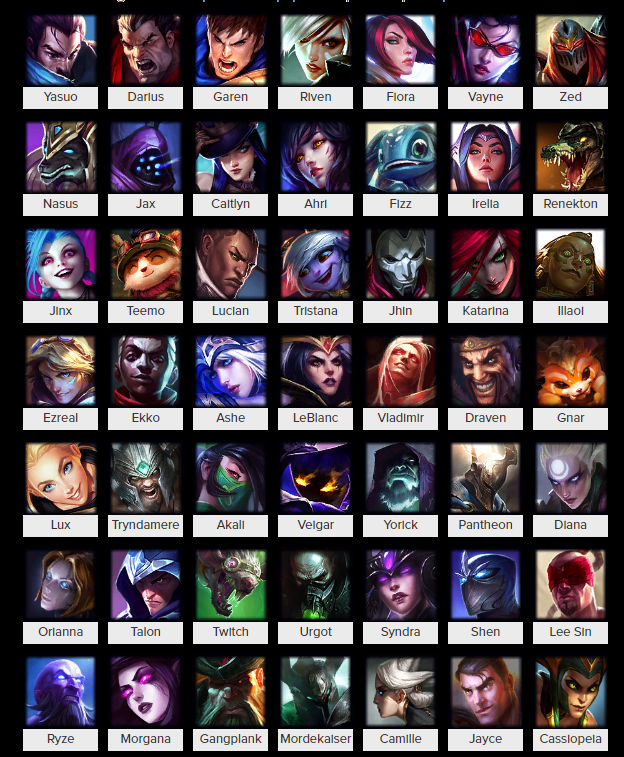 Yasuo Darius Garen Riven Fiora Vayne Zed
Nasus Jax Caitlyn Ahri Fizz Irelia Renekton
Jinx Teemo Lucian Tristana Jhin Katarina Illaoi
Ezreal Ekko Ashe LeBlanc Vladimir Draven Gnar
Lux Tryndamere Akali Veigar Yorick Pantheon Diana
Orianna Talon Twitch Urgot Syndra Shen Lee Sin
Ryze Morgana Gangplank Mordekaiser Camille Jayce Cassiopeia